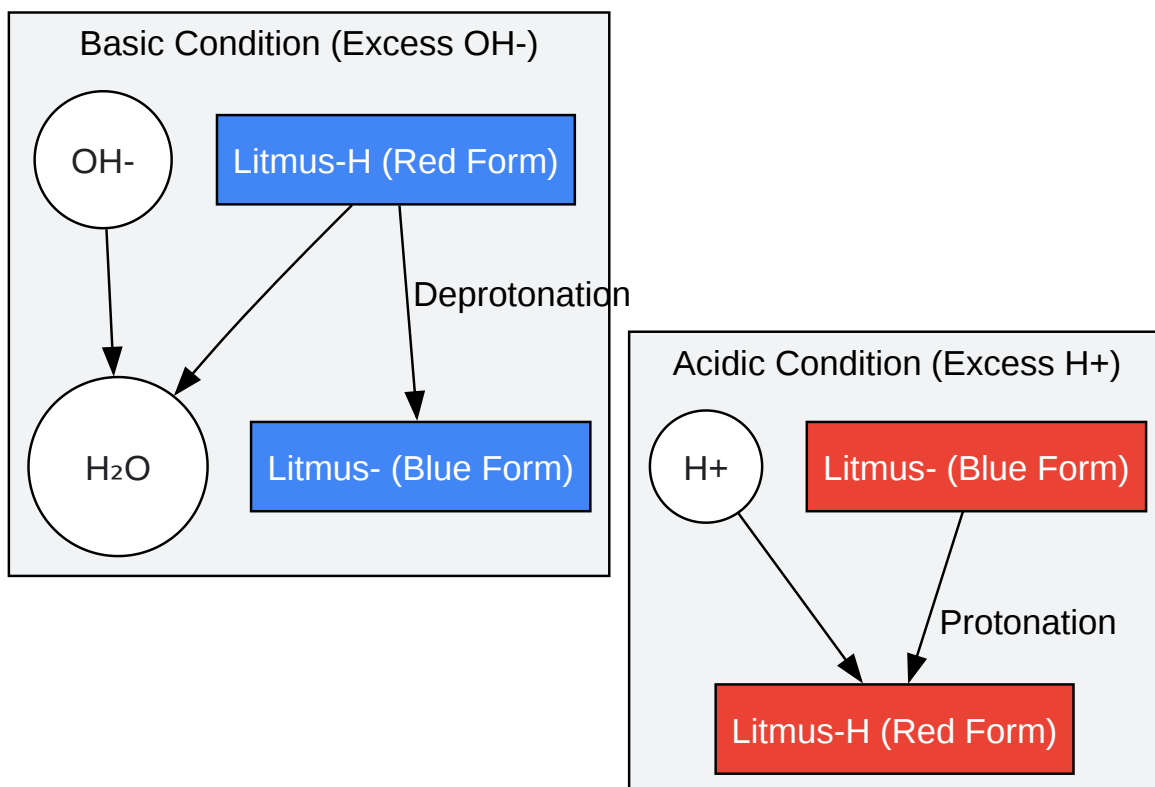 Basic Condition (Excess OH-)
OH-
Litmus-H (Red Form)
Deprotonation
H₂O
Litmus- (Blue Form)
Acidic Condition (Excess H+)
H+
Litmus- (Blue Form)
Protonation
Litmus-H (Red Form)